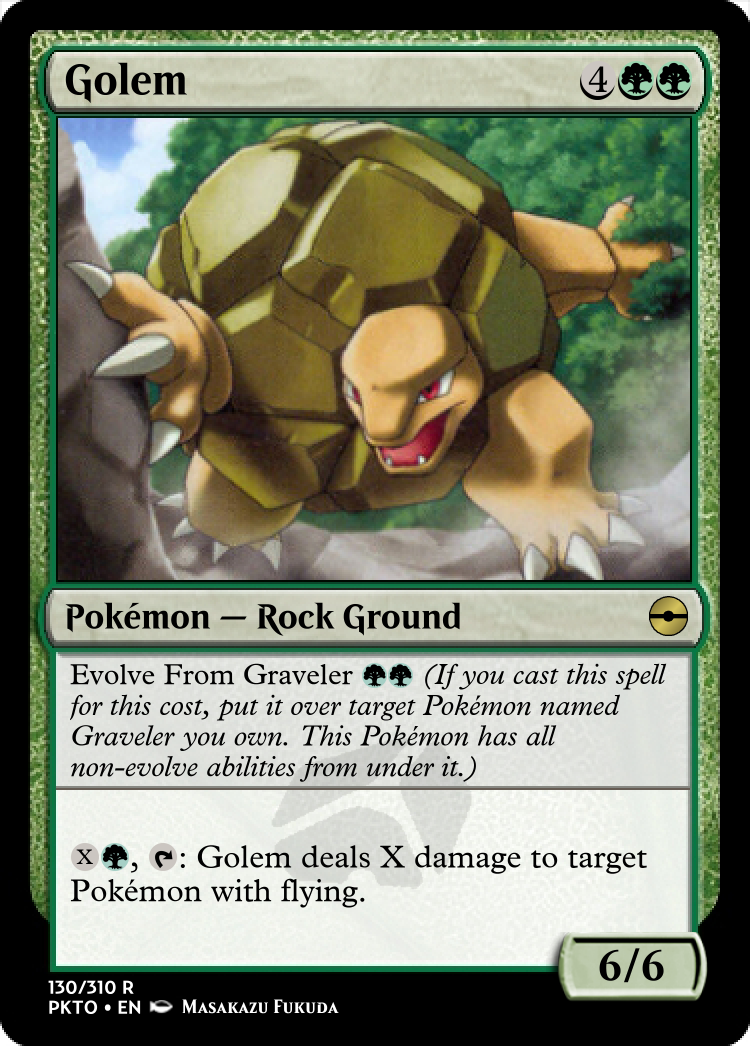 Golem 4
Pokémon — Rock Ground
Evolve From Graveler (If you cast this spell
for this cost, put it over target Pokémon named
Graveler you own. This Pokémon has all
non-evolve abilities from under it.)
X, : Golem deals X damage to target
Pokémon with flying.
6/6
130/310 R
PKTO • EN Masakazu Fukuda